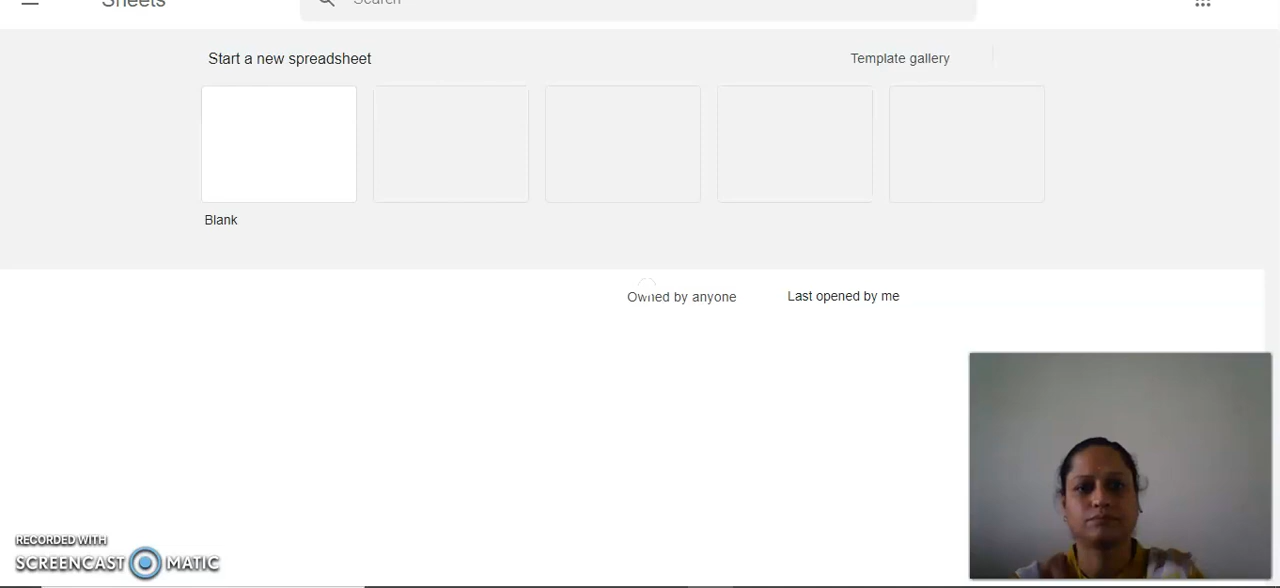 Sheets
Search
Start a new spreadsheet
Template gallery
Blank
Owned by anyone
Last opened by me
RECORDED WITH
SCREENCAST MATIC